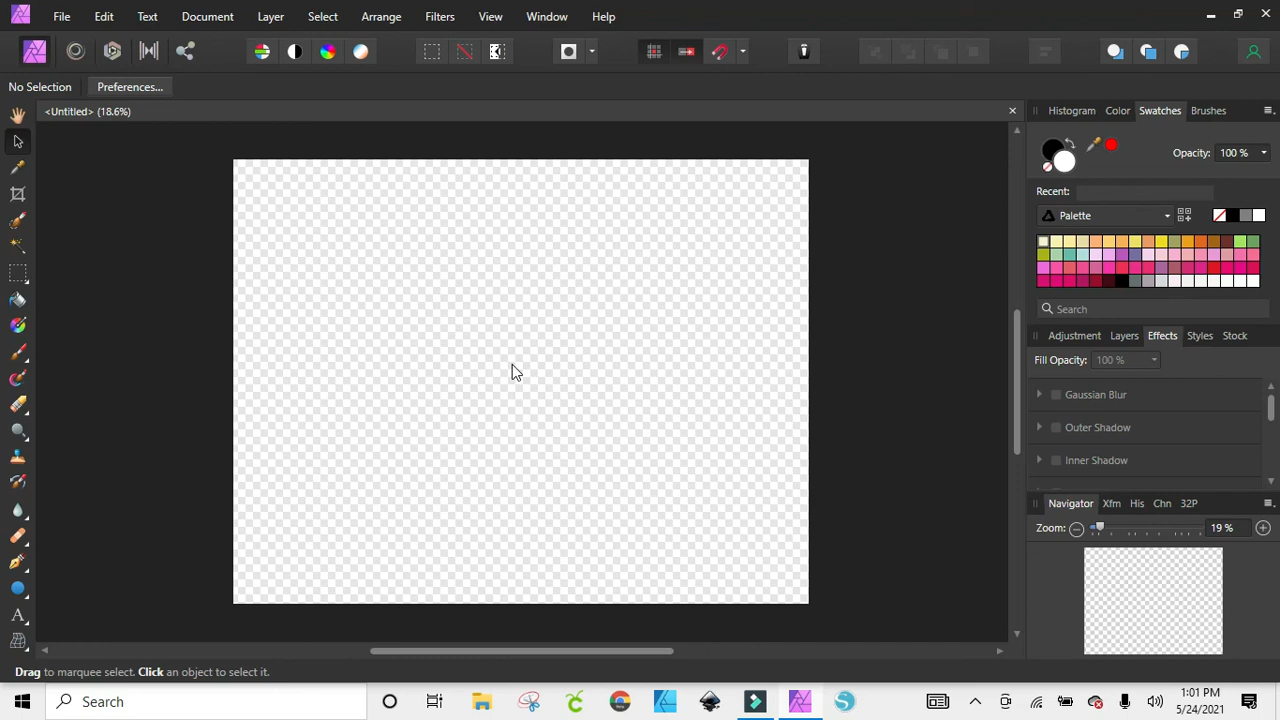 File Edit Text Document Layer Select Arrange Filters View Window Help
No Selection Preferences...
<Untitled> (18.6%)
Histogram Color Swatches Brushes
Opacity: 100 %
Recent:
Palette
Search
Adjustment Layers Effects Styles Stock
Fill Opacity: 100 %
Gaussian Blur
Outer Shadow
Inner Shadow
Navigator Xfm His Chn 32P
Zoom: 19 %
Drag to marquee select. Click an object to select it.
Search
1:01 PM
5/24/2021